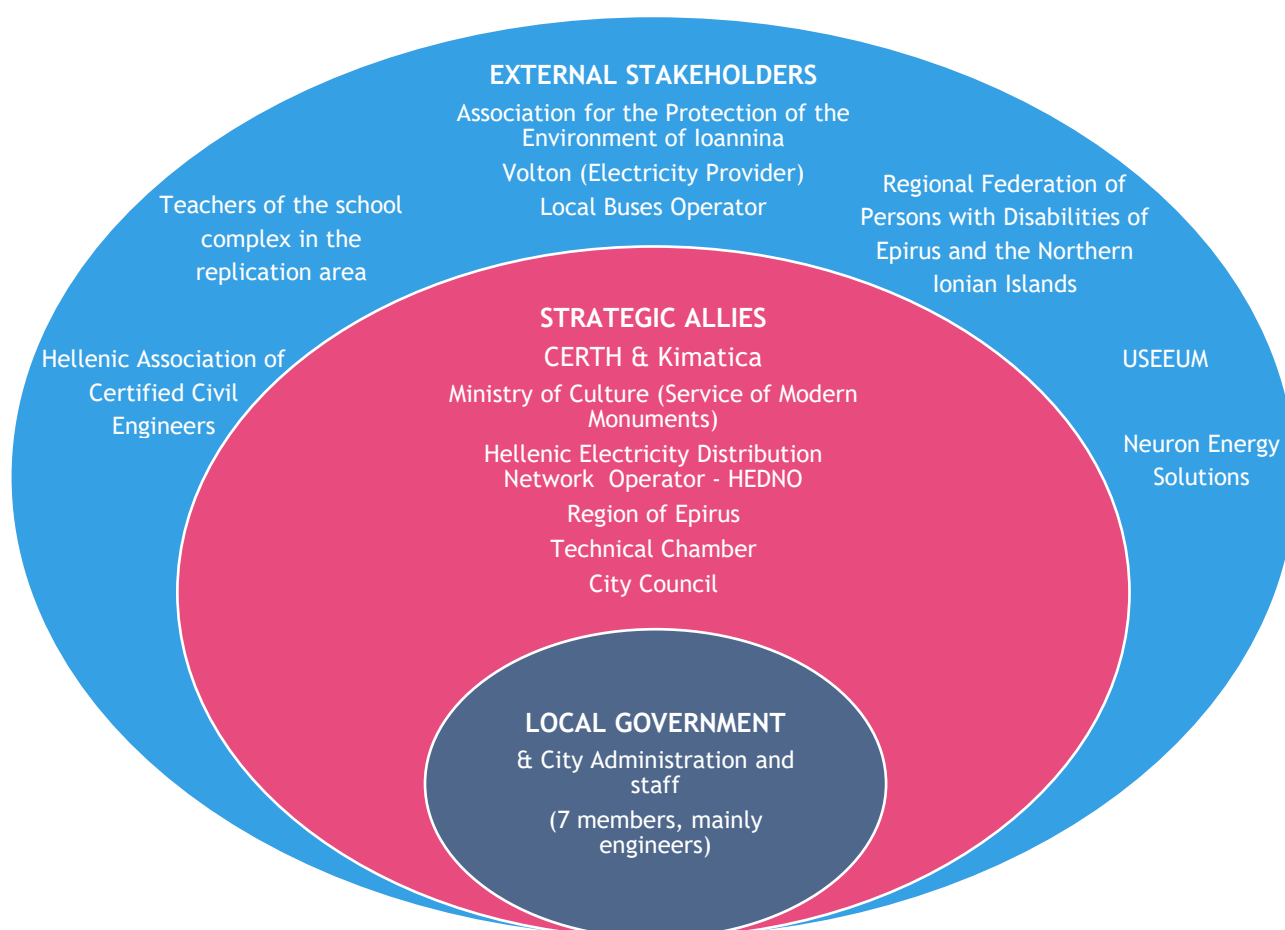 EXTERNAL STAKEHOLDERS
Association for the Protection of the
Environment of Ioannina
Volton (Electricity Provider)
Local Buses Operator
Teachers of the school
complex in the
replication area
Regional Federation of
Persons with Disabilities of
Epirus and the Northern
Ionian Islands
Hellenic Association of
Certified Civil
Engineers
USEEUM
Neuron Energy
Solutions
STRATEGIC ALLIES
CERTH & Kimatica
Ministry of Culture (Service of Modern
Monuments)
Hellenic Electricity Distribution
Network Operator - HEDNO
Region of Epirus
Technical Chamber
City Council
LOCAL GOVERNMENT
& City Administration and
staff
(7 members, mainly
engineers)